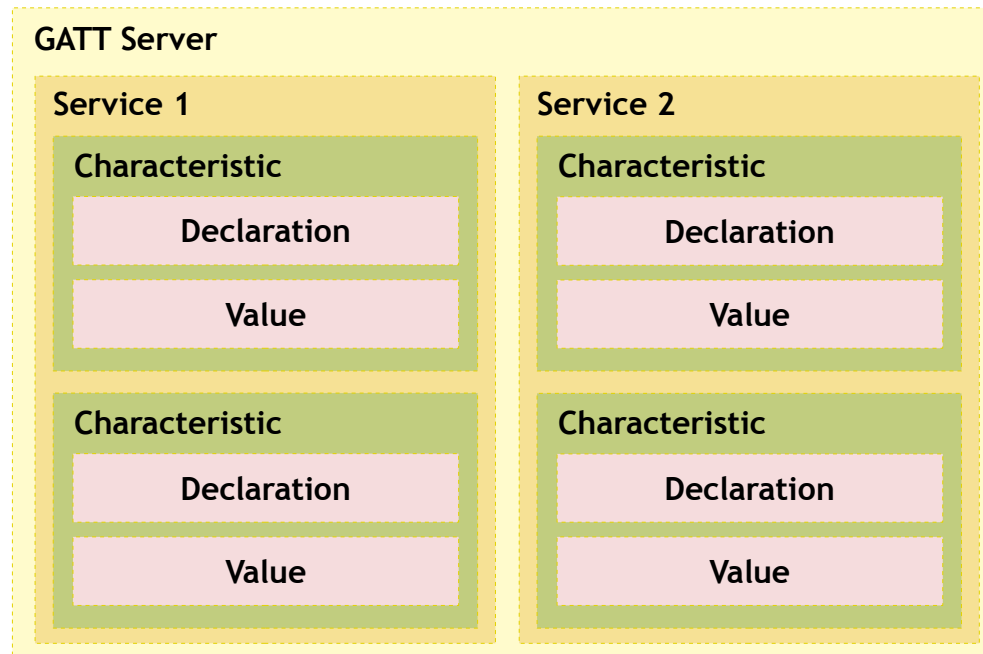 GATT Server
Service 1
Characteristic
Declaration
Value
Characteristic
Declaration
Value
Service 2
Characteristic
Declaration
Value
Characteristic
Declaration
Value